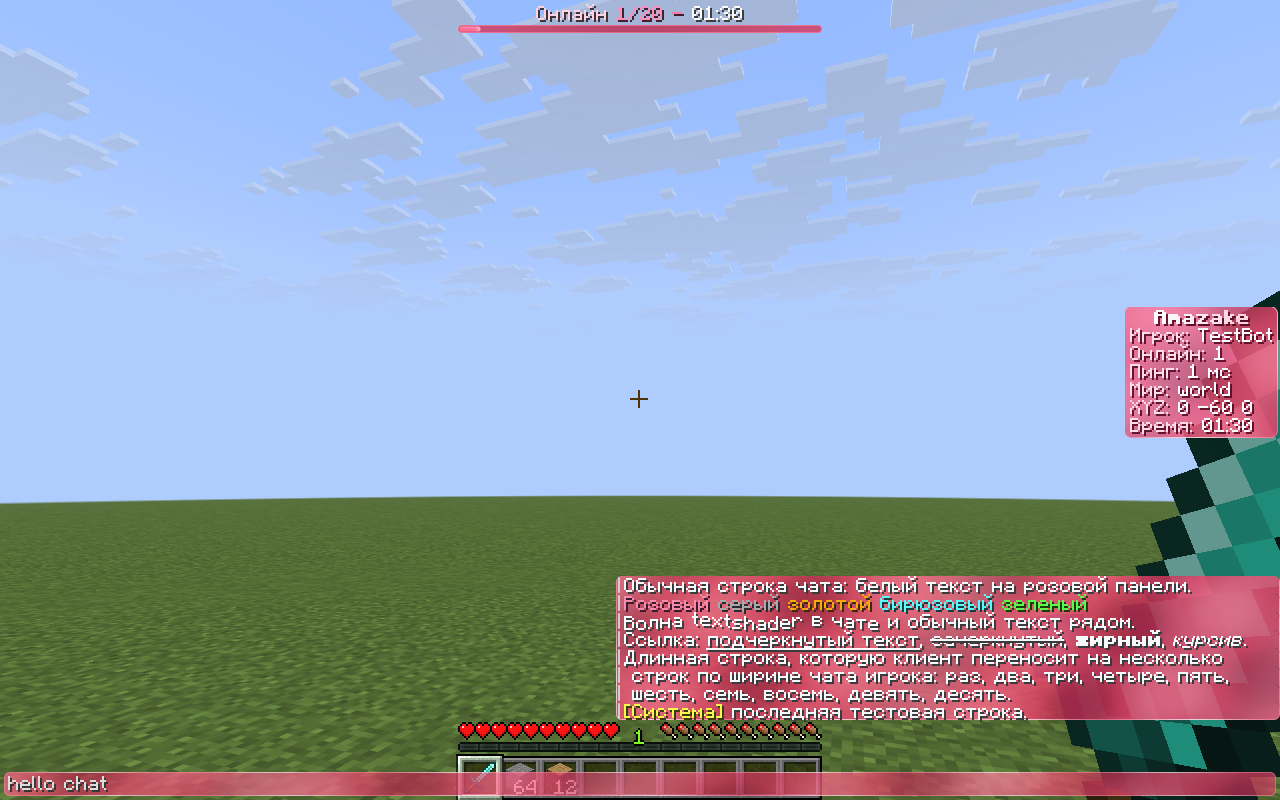 Онлайн 1/20 - 01:30
Amazake
Игрок: TestBot
Онлайн: 1
Пинг: 1 мс
Мир: world
XYZ: 0 -60 0
Время: 01:30
Обычная строка чата: белый текст на розовой панели.
Розовый серый золотой бирюзовый зеленый
Волна textshader в чате и обычный текст рядом.
Ссылка: подчеркнутый текст, зачеркнутый, жирный, курсив.
Длинная строка, которую клиент переносит на несколько
строк по ширине чата игрока: раз, два, три, четыре, пять,
шесть, семь, восемь, девять, десять.
[Система] последняя тестовая строка.
1
64 12
hello chat